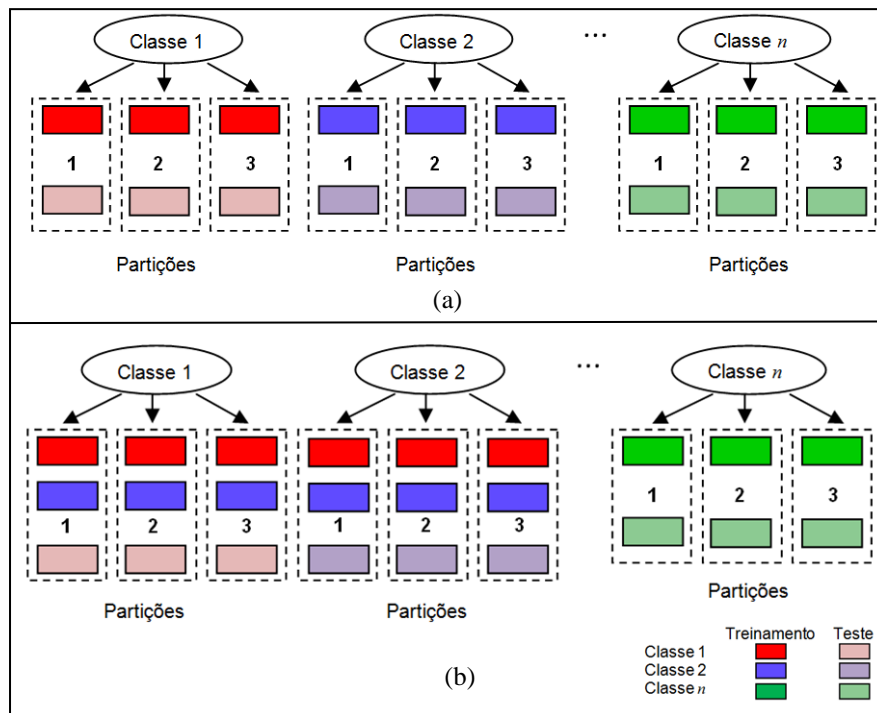 Classe 1 Classe 2 ... Classe n
1 2 3 1 2 3 1 2 3
Partições Partições Partições
(a)
Classe 1 Classe 2 ... Classe n
1 2 3 1 2 3 1 2 3
Partições Partições Partições
Treinamento Teste
Classe 1
Classe 2
Classe n
(b)